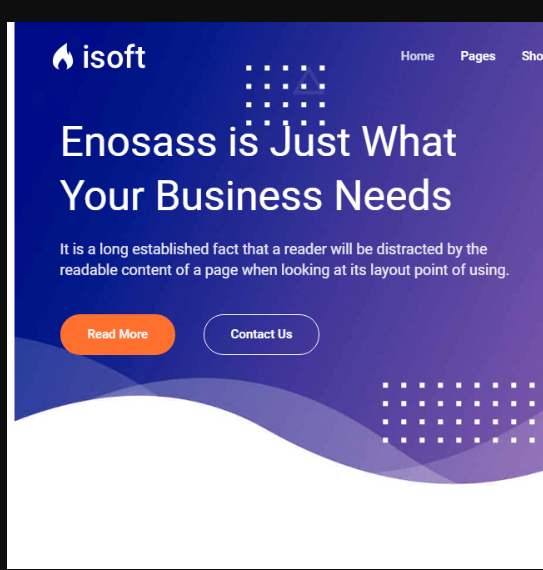 isoft
Home Pages Sho
Enosass is Just What
Your Business Needs
It is a long established fact that a reader will be distracted by the
readable content of a page when looking at its layout point of using.
Read More Contact Us